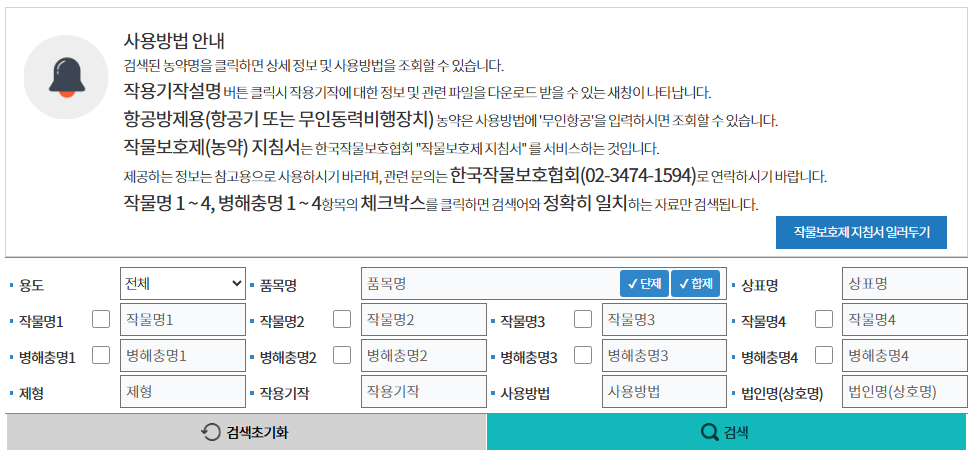 사용방법 안내
검색된 농약명을 클릭하면 상세 정보 및 사용방법을 조회할 수 있습니다.
작용기작설명 버튼 클릭시 작용기작에 대한 정보 및 관련 파일을 다운로드 받을 수 있는 새창이 나타납니다.
항공방제용(항공기 또는 무인동력비행장치) 농약은 사용방법에 '무인항공'을 입력하시면 조회할 수 있습니다.
작물보호제(농약) 지침서는 한국작물보호협회 "작물보호제 지침서" 를 서비스하는 것입니다.
제공하는 정보는 참고용으로 사용하시기 바라며, 관련 문의는 한국작물보호협회(02-3474-1594)로 연락하시기 바랍니다.
작물명 1 ~ 4, 병해충명 1 ~ 4항목의 체크박스를 클릭하면 검색어와 정확히 일치하는 자료만 검색됩니다.
작물보호제 지침서 일러두기
용도 전체 품목명 품목명 ✓ 단제 ✓ 합제 상표명 상표명
작물명1 작물명1 작물명2 작물명2 작물명3 작물명3 작물명4 작물명4
병해충명1 병해충명1 병해충명2 병해충명2 병해충명3 병해충명3 병해충명4 병해충명4
제형 제형 작용기작 작용기작 사용방법 사용방법 법인명(상호명) 법인명(상호명)
검색초기화 검색